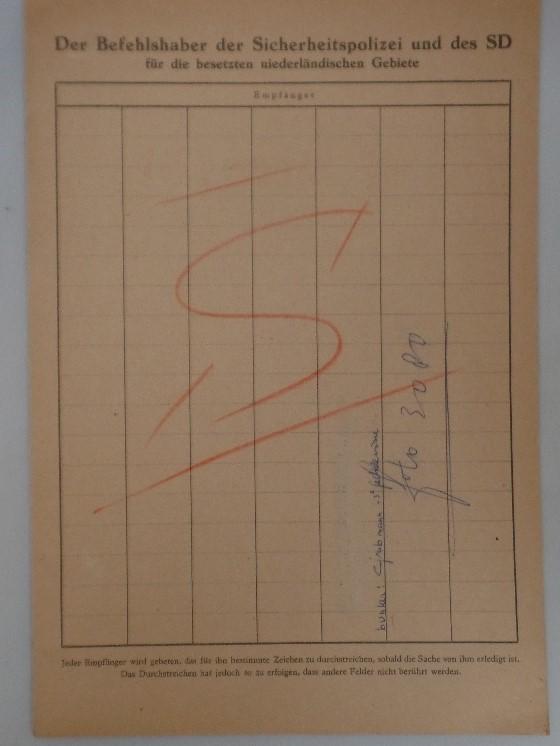 Der Befehlshaber der Sicherheitspolizei und des SD
für die besetzten niederländischen Gebiete
Empfänger
S
bunker:
foto
Jeder Empfänger wird gebeten, das für ihn bestimmte Zeichen zu durchstreichen, sobald die Sache von ihm erledigt ist.
Das Durchstreichen hat jedoch so zu erfolgen, dass andere Felder nicht berührt werden.